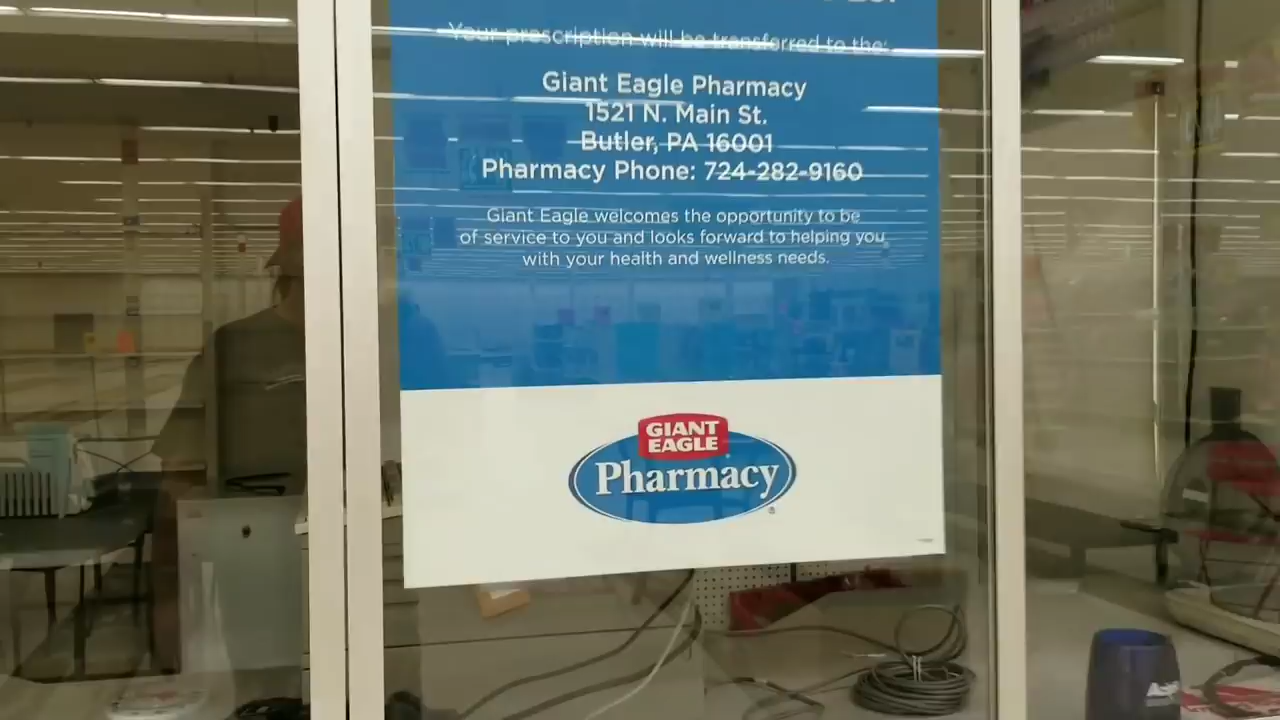 Your prescription will be transferred to the:
Giant Eagle Pharmacy
1521 N. Main St.
Butler, PA 16001
Pharmacy Phone: 724-282-9160
Giant Eagle welcomes the opportunity to be
of service to you and looks forward to helping you
with your health and wellness needs.
GIANT
EAGLE
Pharmacy